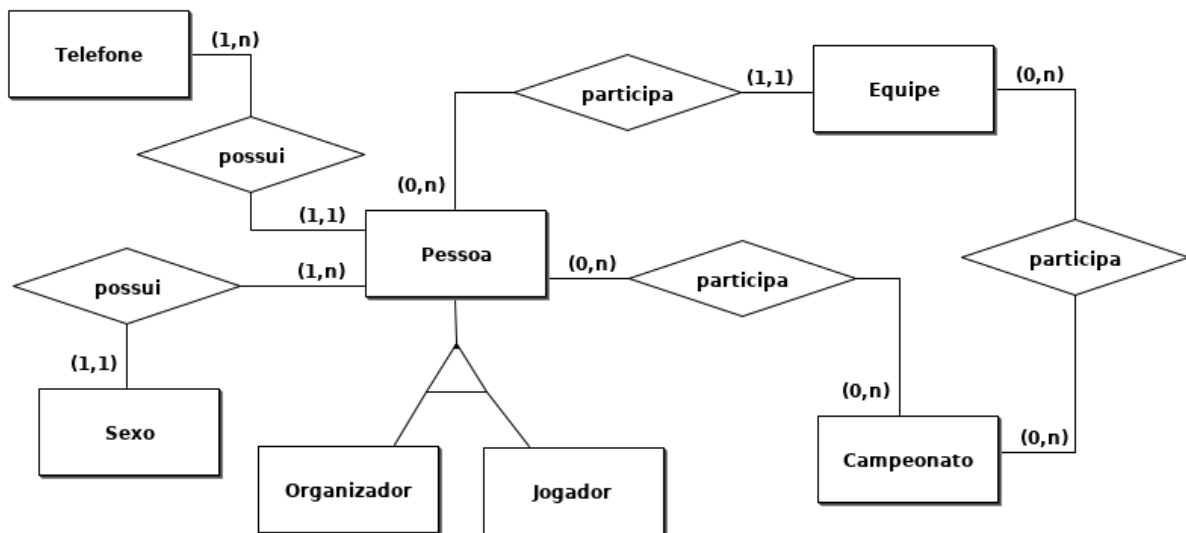 Telefone
(1,n)
possui
(1,1)
participa
(1,1)
Equipe
(0,n)
(0,n)
Pessoa
(0,n)
participa
participa
possui
(1,n)
(1,1)
Sexo
Organizador
Jogador
(0,n)
Campeonato
(0,n)